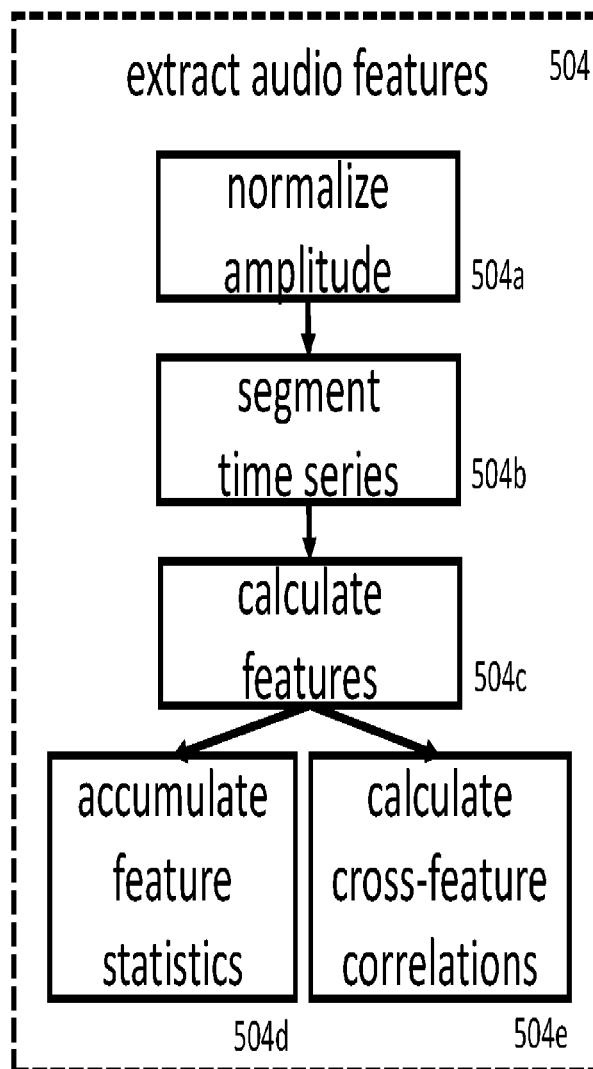 extract audio features 504
normalize
amplitude
504a
segment
time series
504b
calculate
features
504c
accumulate
feature
statistics
504d
calculate
cross-feature
correlations
504e